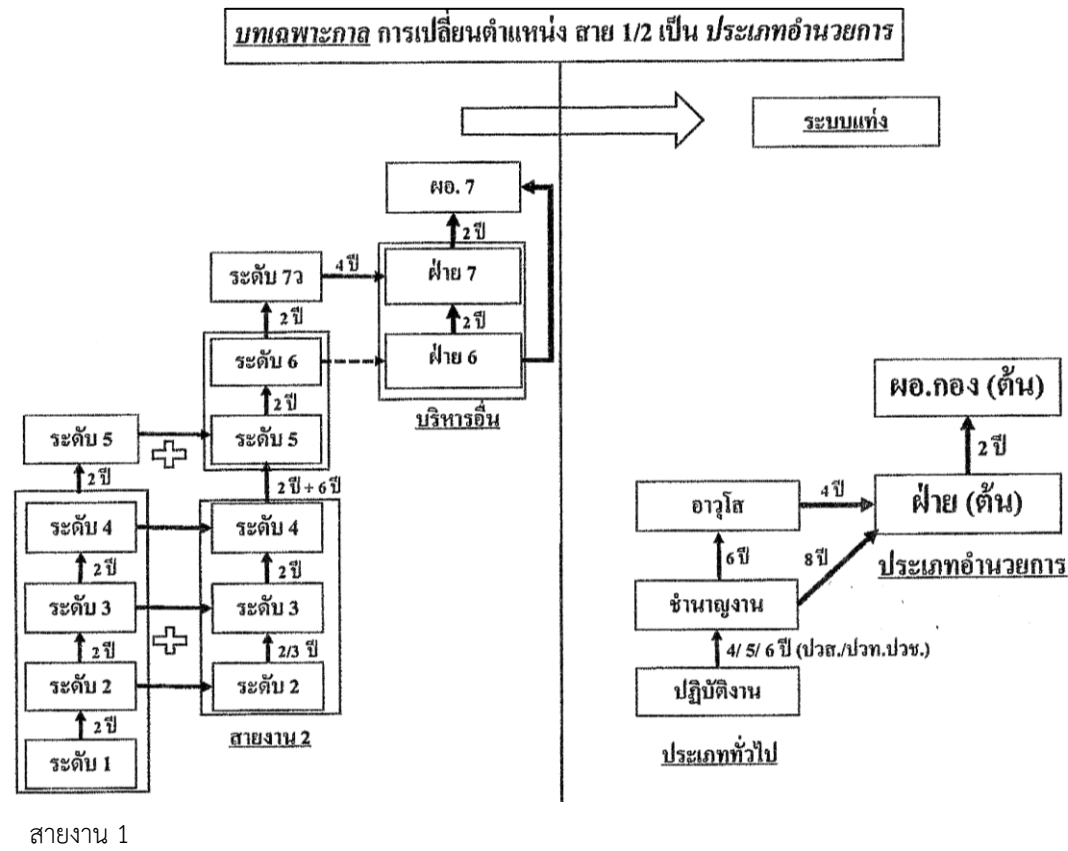 บทเฉพาะกาล การเปลี่ยนตำแหน่ง สาย 1/2 เป็น ประเภทอำนวยการ
ระบบแท่ง
ผอ. 7
2 ปี
ระดับ 7ว
4 ปี
ฝ่าย 7
2 ปี
2 ปี
ระดับ 6
ฝ่าย 6
2 ปี
บริหารอื่น
ระดับ 5
ระดับ 5
2 ปี
2 ปี + 6 ปี
ระดับ 4
ระดับ 4
2 ปี
2 ปี
ระดับ 3
ระดับ 3
2 ปี
2/3 ปี
ระดับ 2
ระดับ 2
2 ปี
สายงาน 2
ระดับ 1
สายงาน 1
ผอ.กอง (ต้น)
2 ปี
อาวุโส
4 ปี
ฝ่าย (ต้น)
6 ปี
8 ปี
ประเภทอำนวยการ
ชำนาญงาน
4/ 5/ 6 ปี (ปวส./ปวท.ปวช.)
ปฏิบัติงาน
ประเภททั่วไป